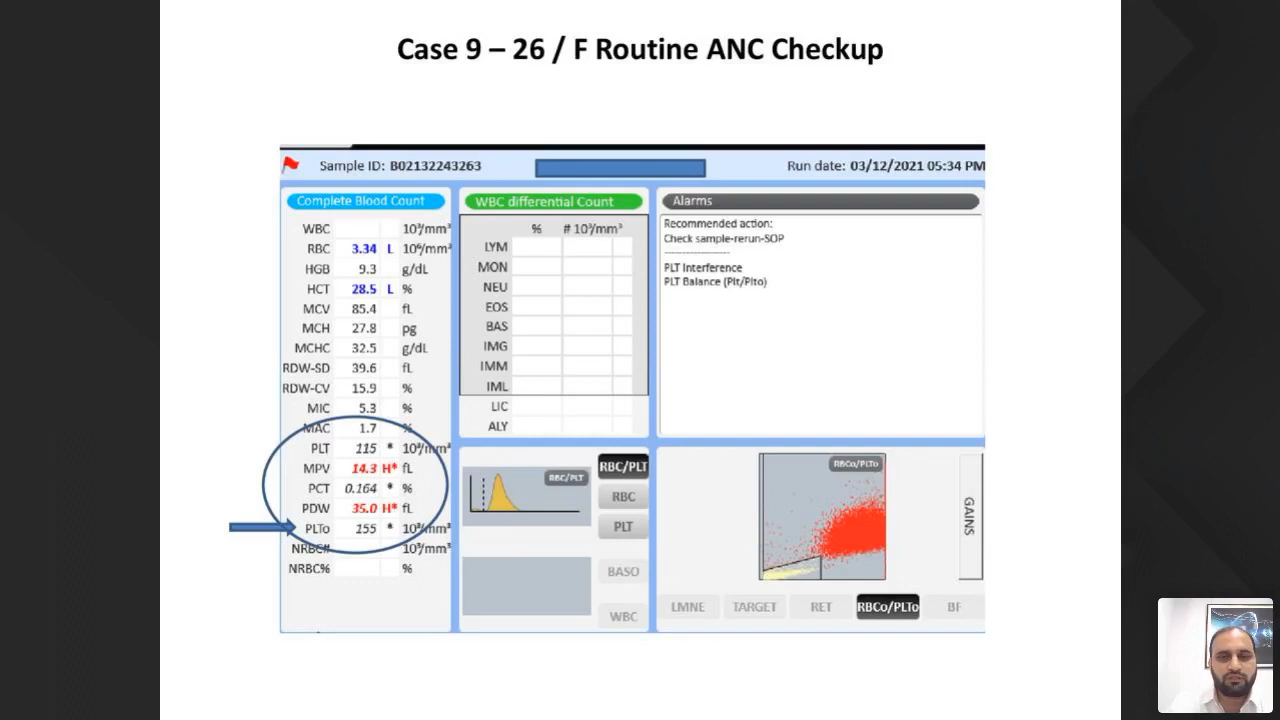 Case 9 – 26 / F Routine ANC Checkup
Sample ID: B02132243263
Run date: 03/12/2021 05:34 PM
Complete Blood Count
WBC 10³/mm³
RBC 3.34 L 10⁶/mm³
HGB 9.3 g/dL
HCT 28.5 L %
MCV 85.4 fL
MCH 27.8 pg
MCHC 32.5 g/dL
RDW-SD 39.6 fL
RDW-CV 15.9 %
MIC 5.3 %
MAC 1.7 %
PLT 115 * 10³/mm³
MPV 14.3 H* fL
PCT 0.164 * %
PDW 35.0 H* fL
PLTo 155 * 10³/mm³
NRBC# 10³/mm³
NRBC% %
WBC differential Count
% # 10³/mm³
LYM
MON
NEU
EOS
BAS
IMG
IMM
IML
LIC
ALY
Alarms
Recommended action:
Check sample-rerun-SOP
--------------------
PLT Interference
PLT Balance (Plt/Plto)
RBC/PLT
RBC/PLT
RBC
PLT
BASO
WBC
RBCo/PLTo
GAINS
LMNE TARGET RET RBCo/PLTo BF